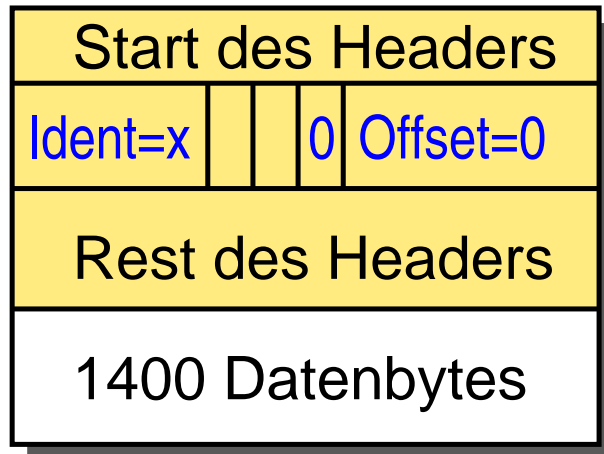 Start des Headers
Ident=x 0 Offset=0
Rest des Headers
1400 Datenbytes